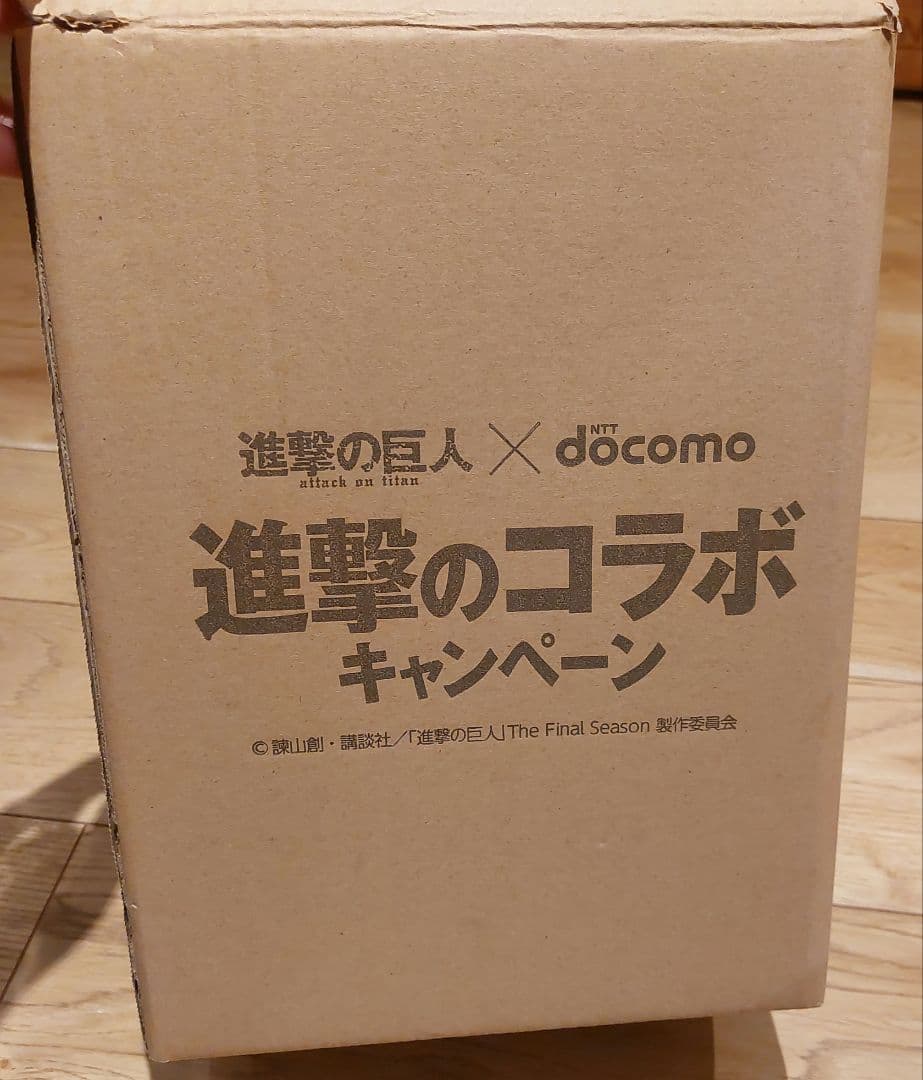 進撃の巨人 × NTT docomo
attack on titan
進撃のコラボ
キャンペーン
© 諫山創・講談社／「進撃の巨人」The Final Season 製作委員会